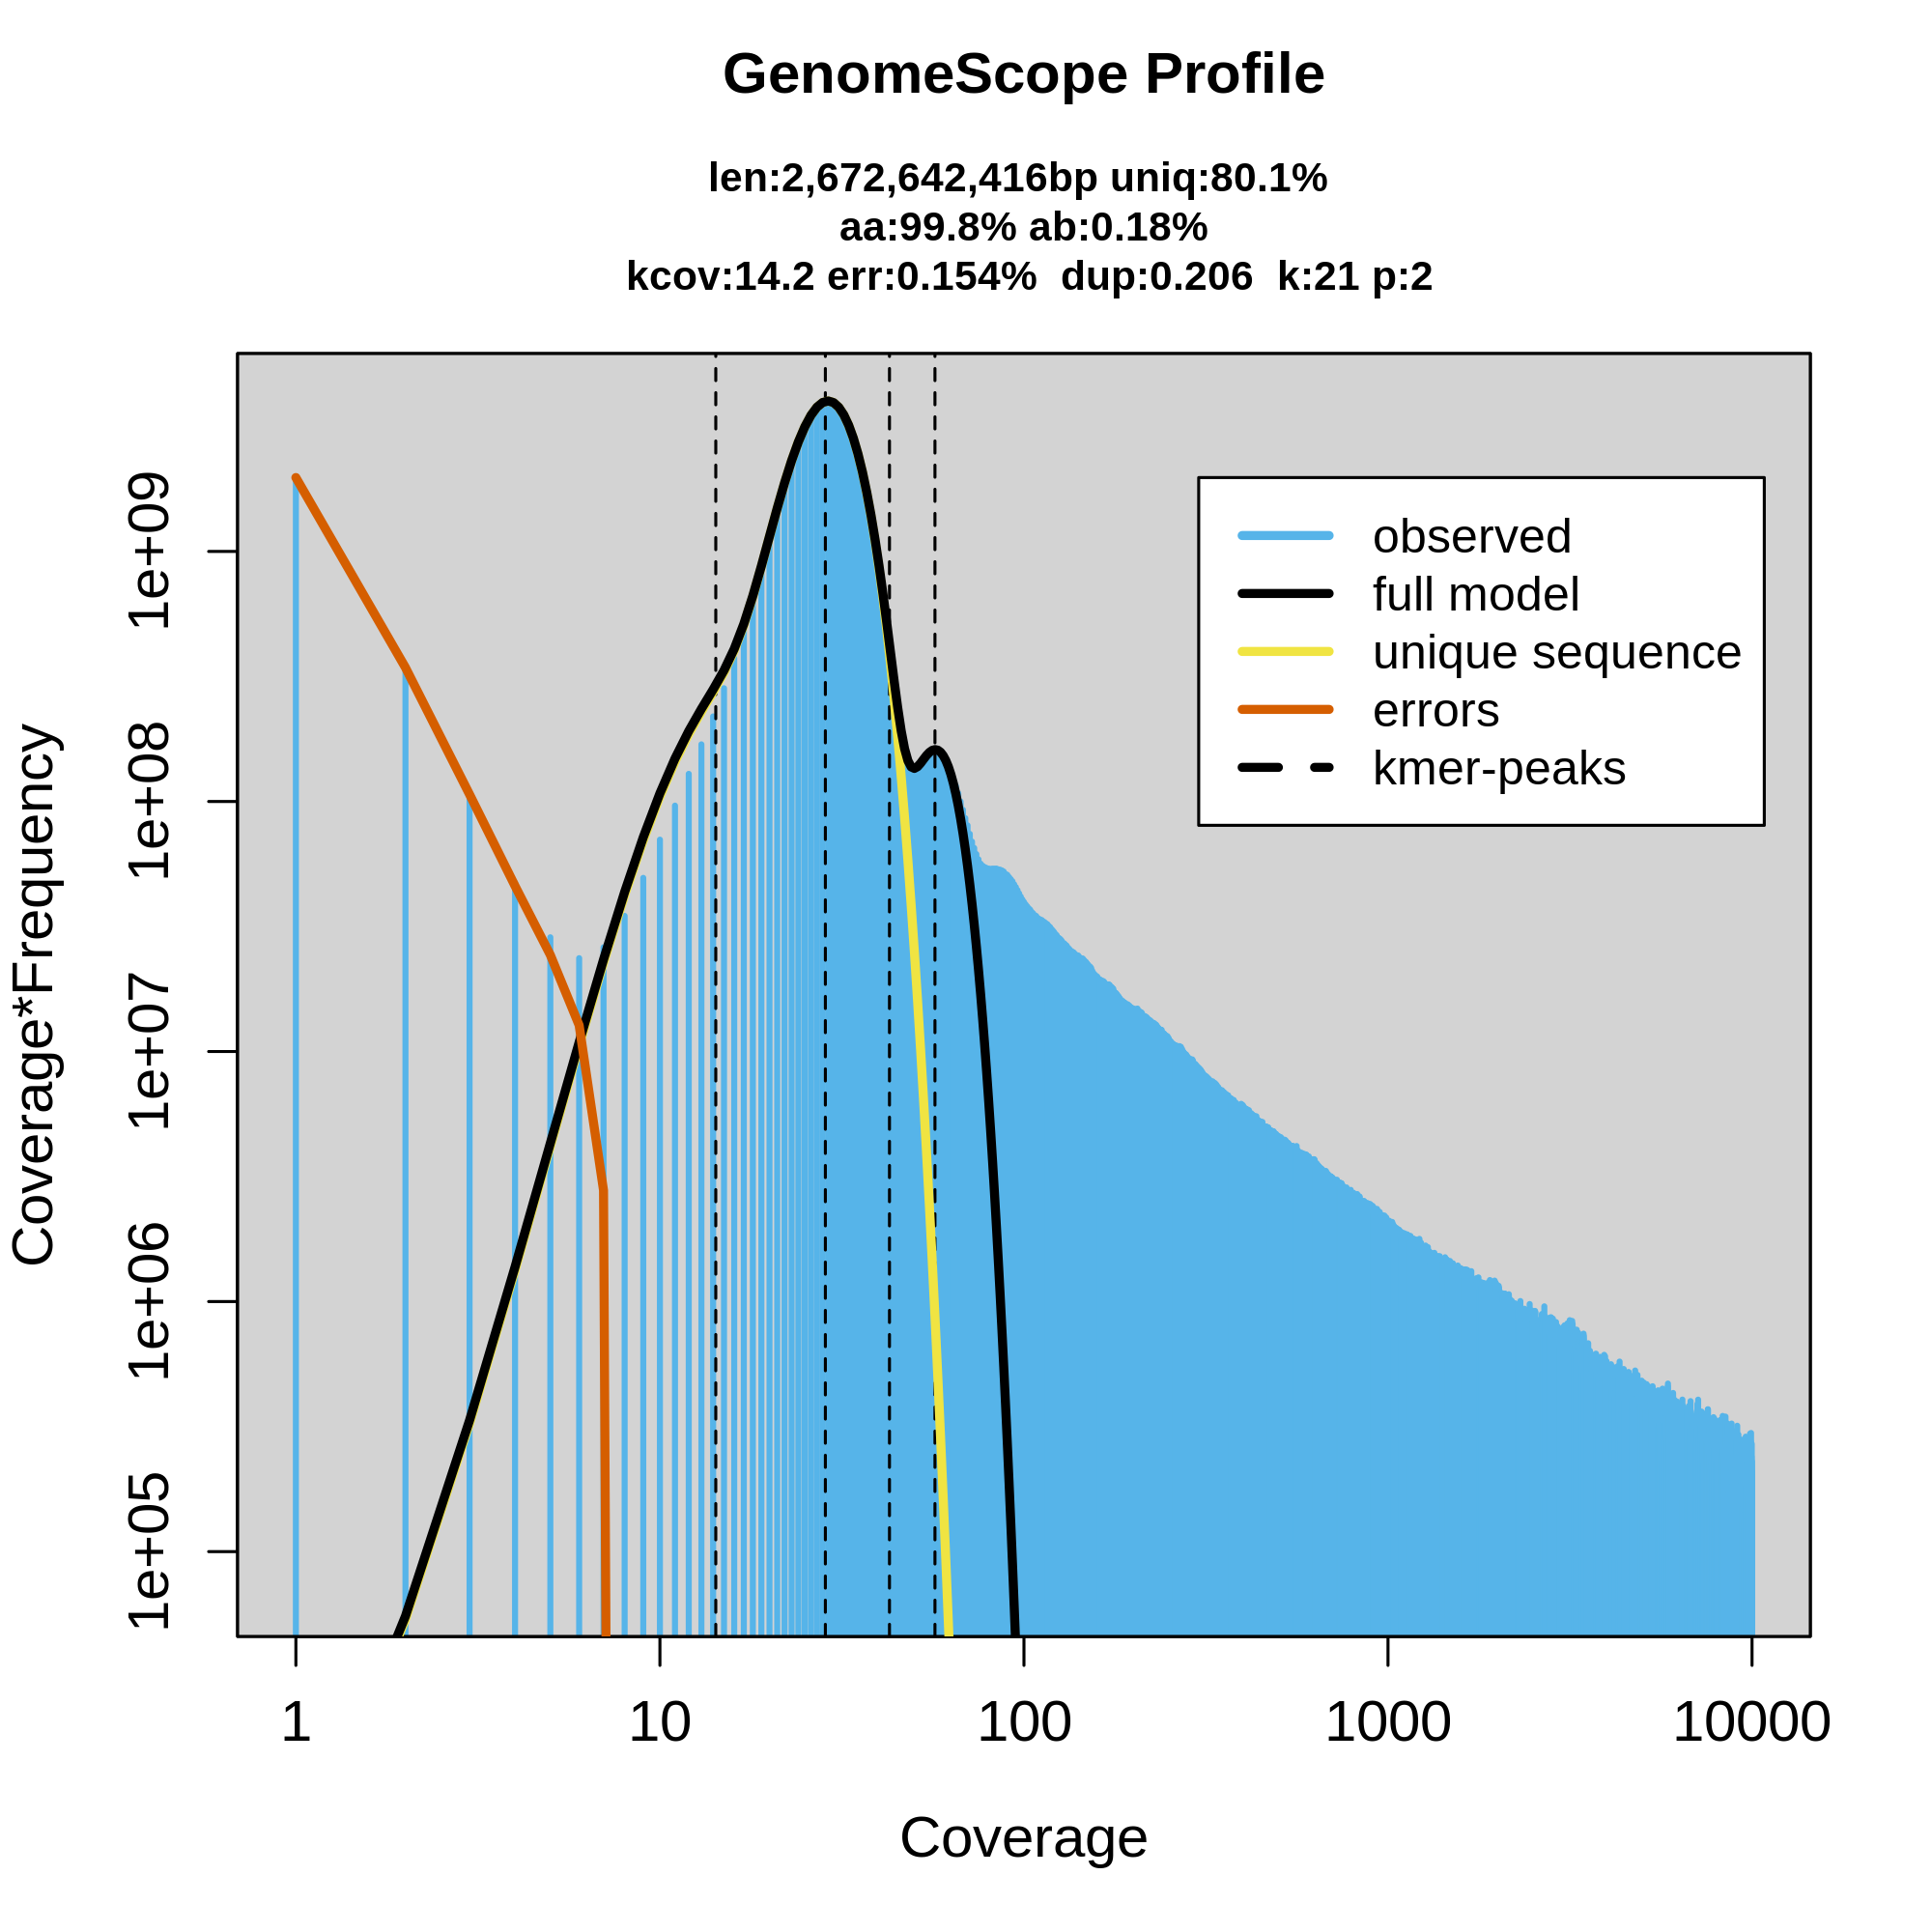 GenomeScope Profile
len:2,672,642,416bp uniq:80.1%
aa:99.8% ab:0.18%
kcov:14.2 err:0.154%  dup:0.206  k:21 p:2
observed
full model
unique sequence
errors
kmer-peaks
Coverage*Frequency
1e+09
1e+08
1e+07
1e+06
1e+05
1
10
100
1000
10000
Coverage